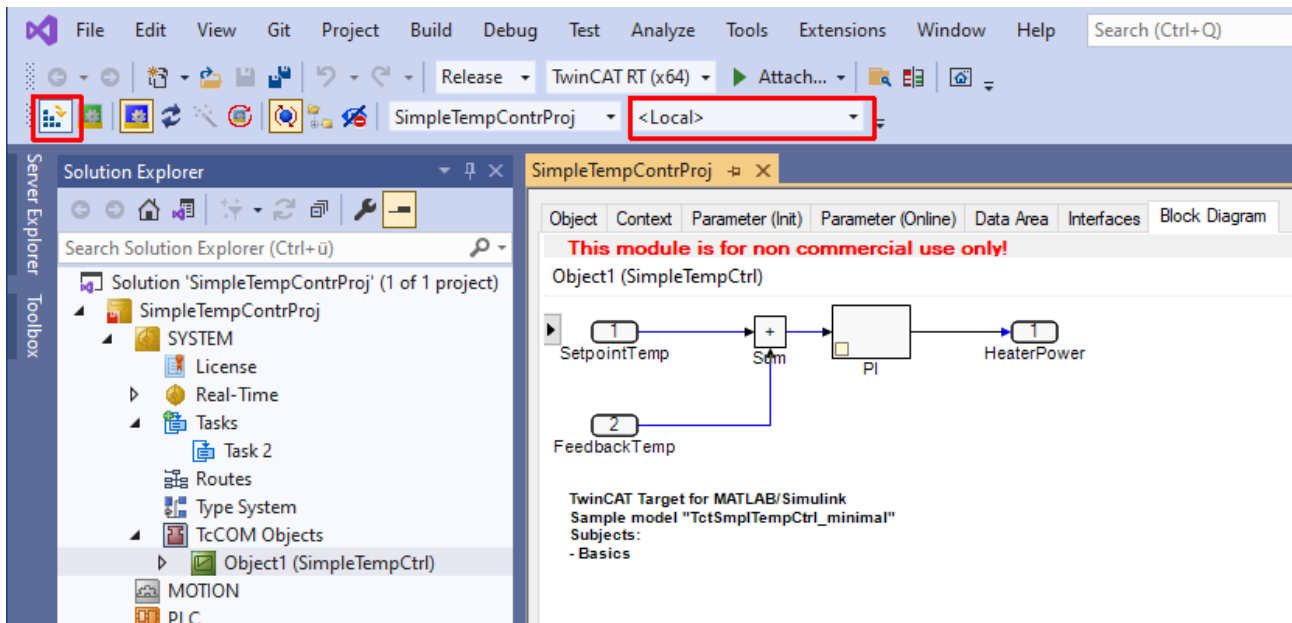 File Edit View Git Project Build Debug Test Analyze Tools Extensions Window Help Search (Ctrl+Q)
Release TwinCAT RT (x64) Attach...
SimpleTempContrProj <Local>
Server Explorer
Toolbox
Solution Explorer
Search Solution Explorer (Ctrl+ü)
Solution 'SimpleTempContrProj' (1 of 1 project)
SimpleTempContrProj
SYSTEM
License
Real-Time
Tasks
Task 2
Routes
Type System
TcCOM Objects
Object1 (SimpleTempCtrl)
MOTION
PLC
SimpleTempContrProj
Object Context Parameter (Init) Parameter (Online) Data Area Interfaces Block Diagram
This module is for non commercial use only!
Object1 (SimpleTempCtrl)
1
SetpointTemp
+
Sum
PI
1
HeaterPower
2
FeedbackTemp
TwinCAT Target for MATLAB/Simulink
Sample model "TctSmplTempCtrl_minimal"
Subjects:
- Basics